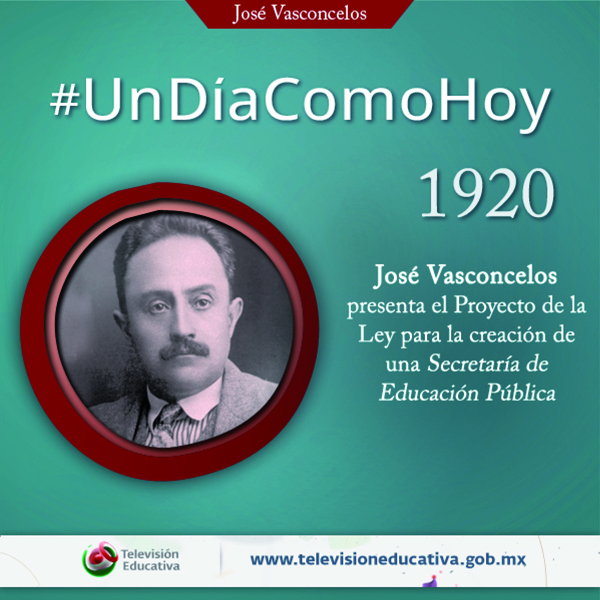 José Vasconcelos
#UnDíaComoHoy
1920
José Vasconcelos
presenta el Proyecto de la
Ley para la creación de
una Secretaría de
Educación Pública
Televisión
Educativa
www.televisioneducativa.gob.mx